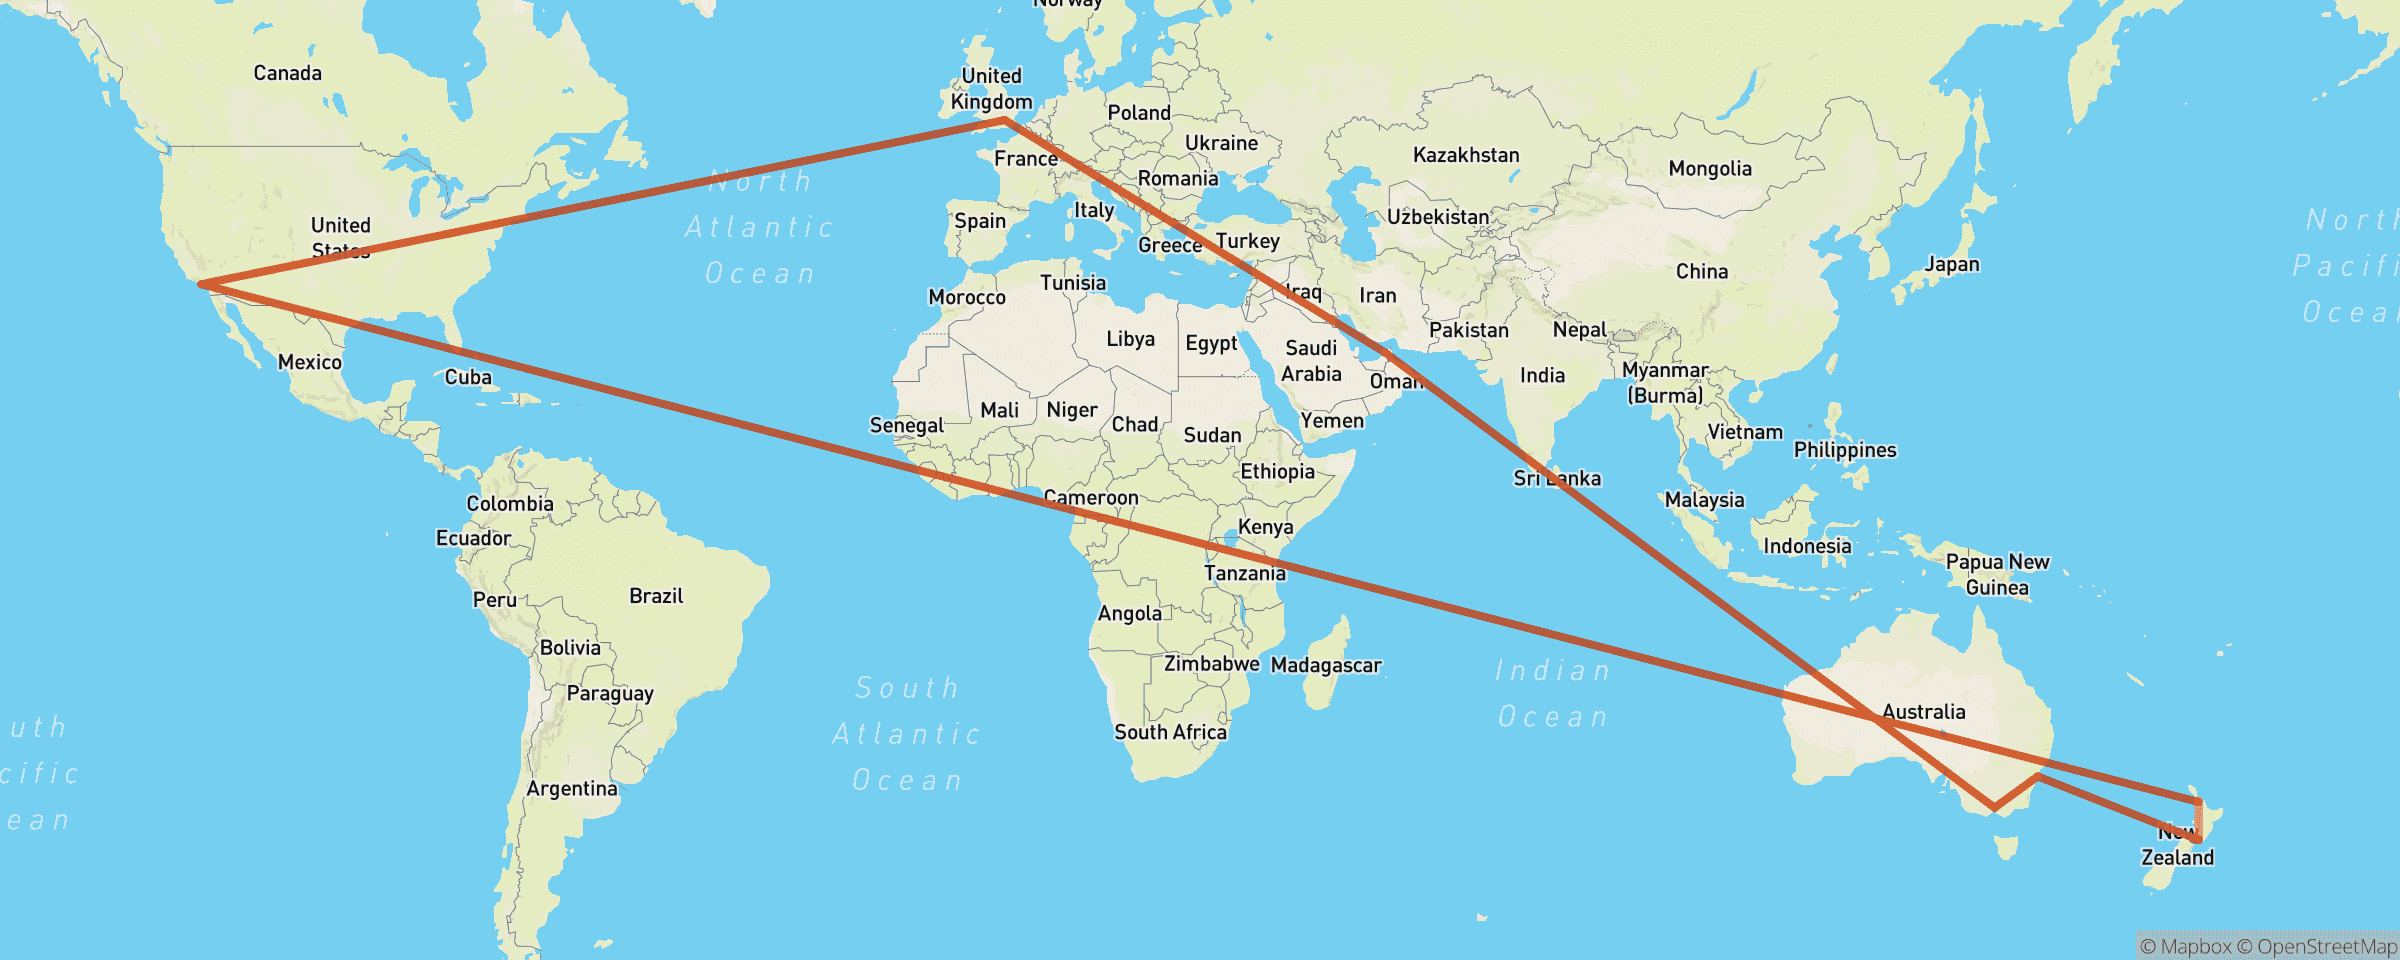 Norway
Canada
United
Kingdom
Poland
Ukraine
France
Kazakhstan
Mongolia
Romania
North
Atlantic
Ocean
United
States
Spain
Italy
Greece
Turkey
Uzbekistan
North
Pacifi
Ocea
China
Japan
Morocco
Tunisia
Iraq
Iran
Libya
Egypt
Saudi
Arabia
Pakistan
Nepal
Mexico
Cuba
Oman
India
Myanmar
(Burma)
Senegal
Mali
Niger
Chad
Sudan
Yemen
Vietnam
Philippines
Ethiopia
Sri Lanka
Colombia
Cameroon
Malaysia
Ecuador
Kenya
Indonesia
Papua New
Guinea
Tanzania
Peru
Brazil
Angola
Bolivia
Zimbabwe
Madagascar
Indian
Ocean
Paraguay
South
Atlantic
Ocean
Australia
uth
cific
ean
South Africa
Argentina
New
Zealand
© Mapbox © OpenStreetMap